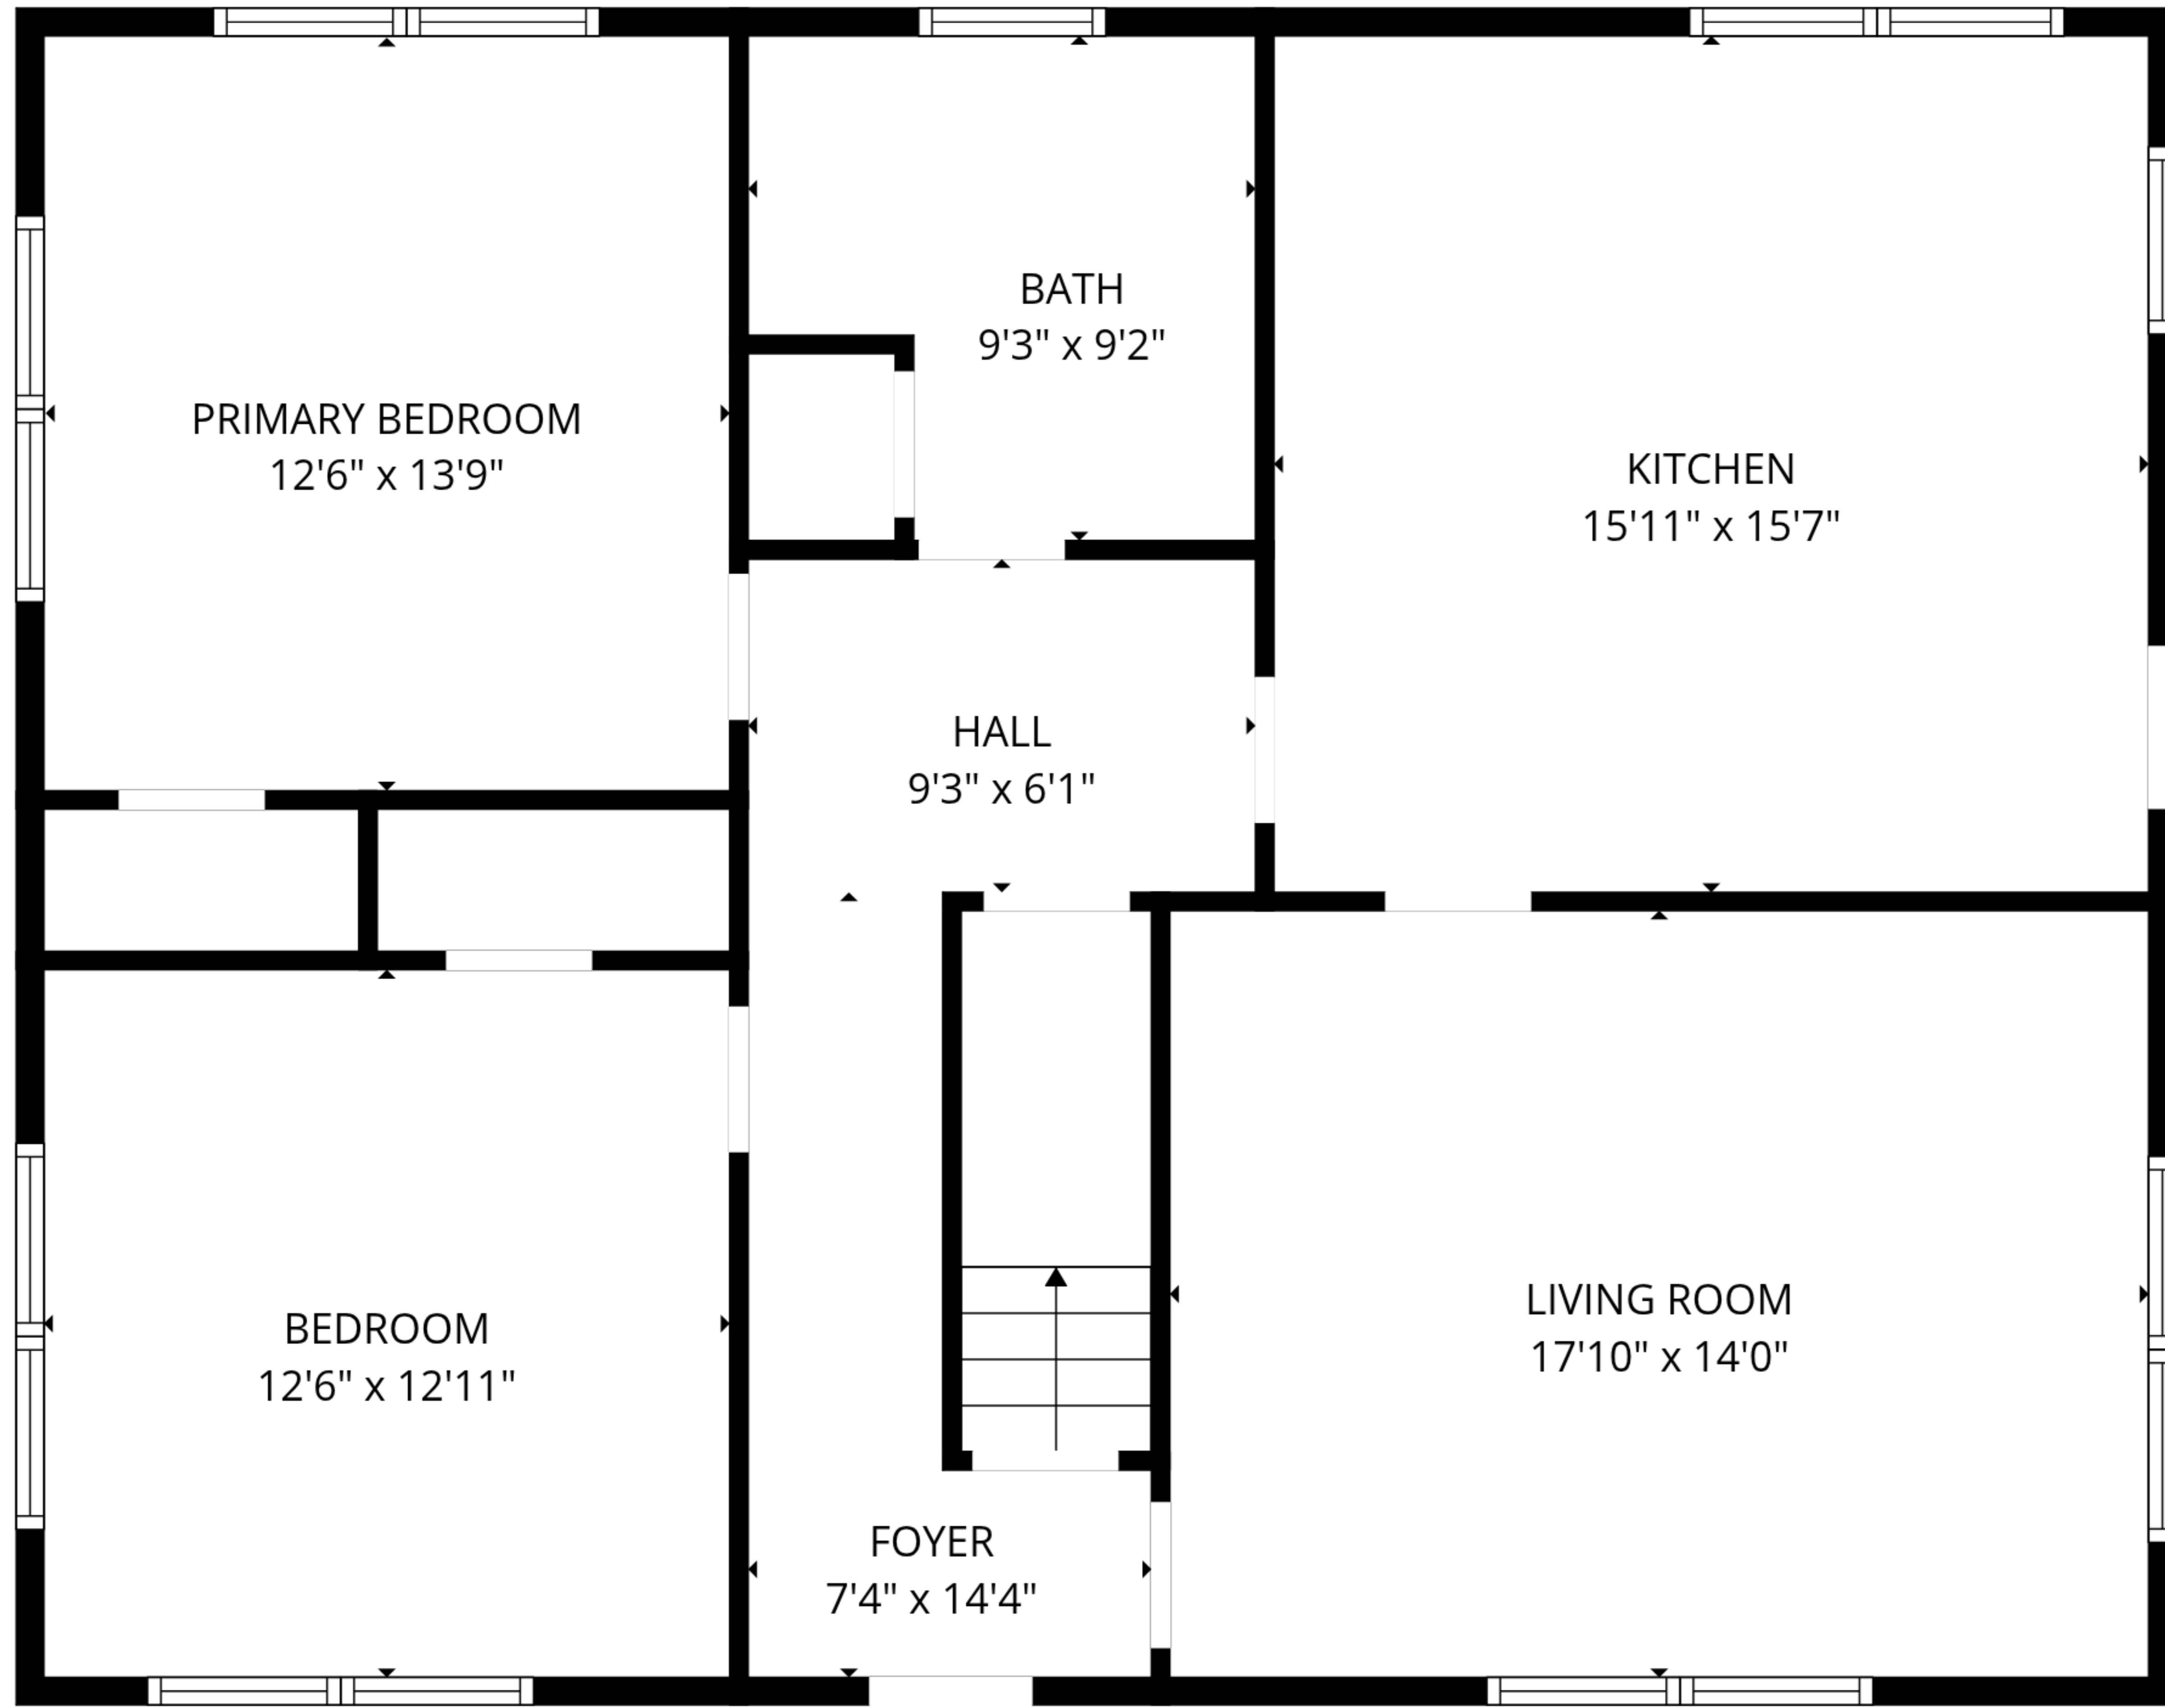 BATH
9'3" x 9'2"
PRIMARY BEDROOM
12'6" x 13'9"
KITCHEN
15'11" x 15'7"
HALL
9'3" x 6'1"
BEDROOM
12'6" x 12'11"
LIVING ROOM
17'10" x 14'0"
FOYER
7'4" x 14'4"